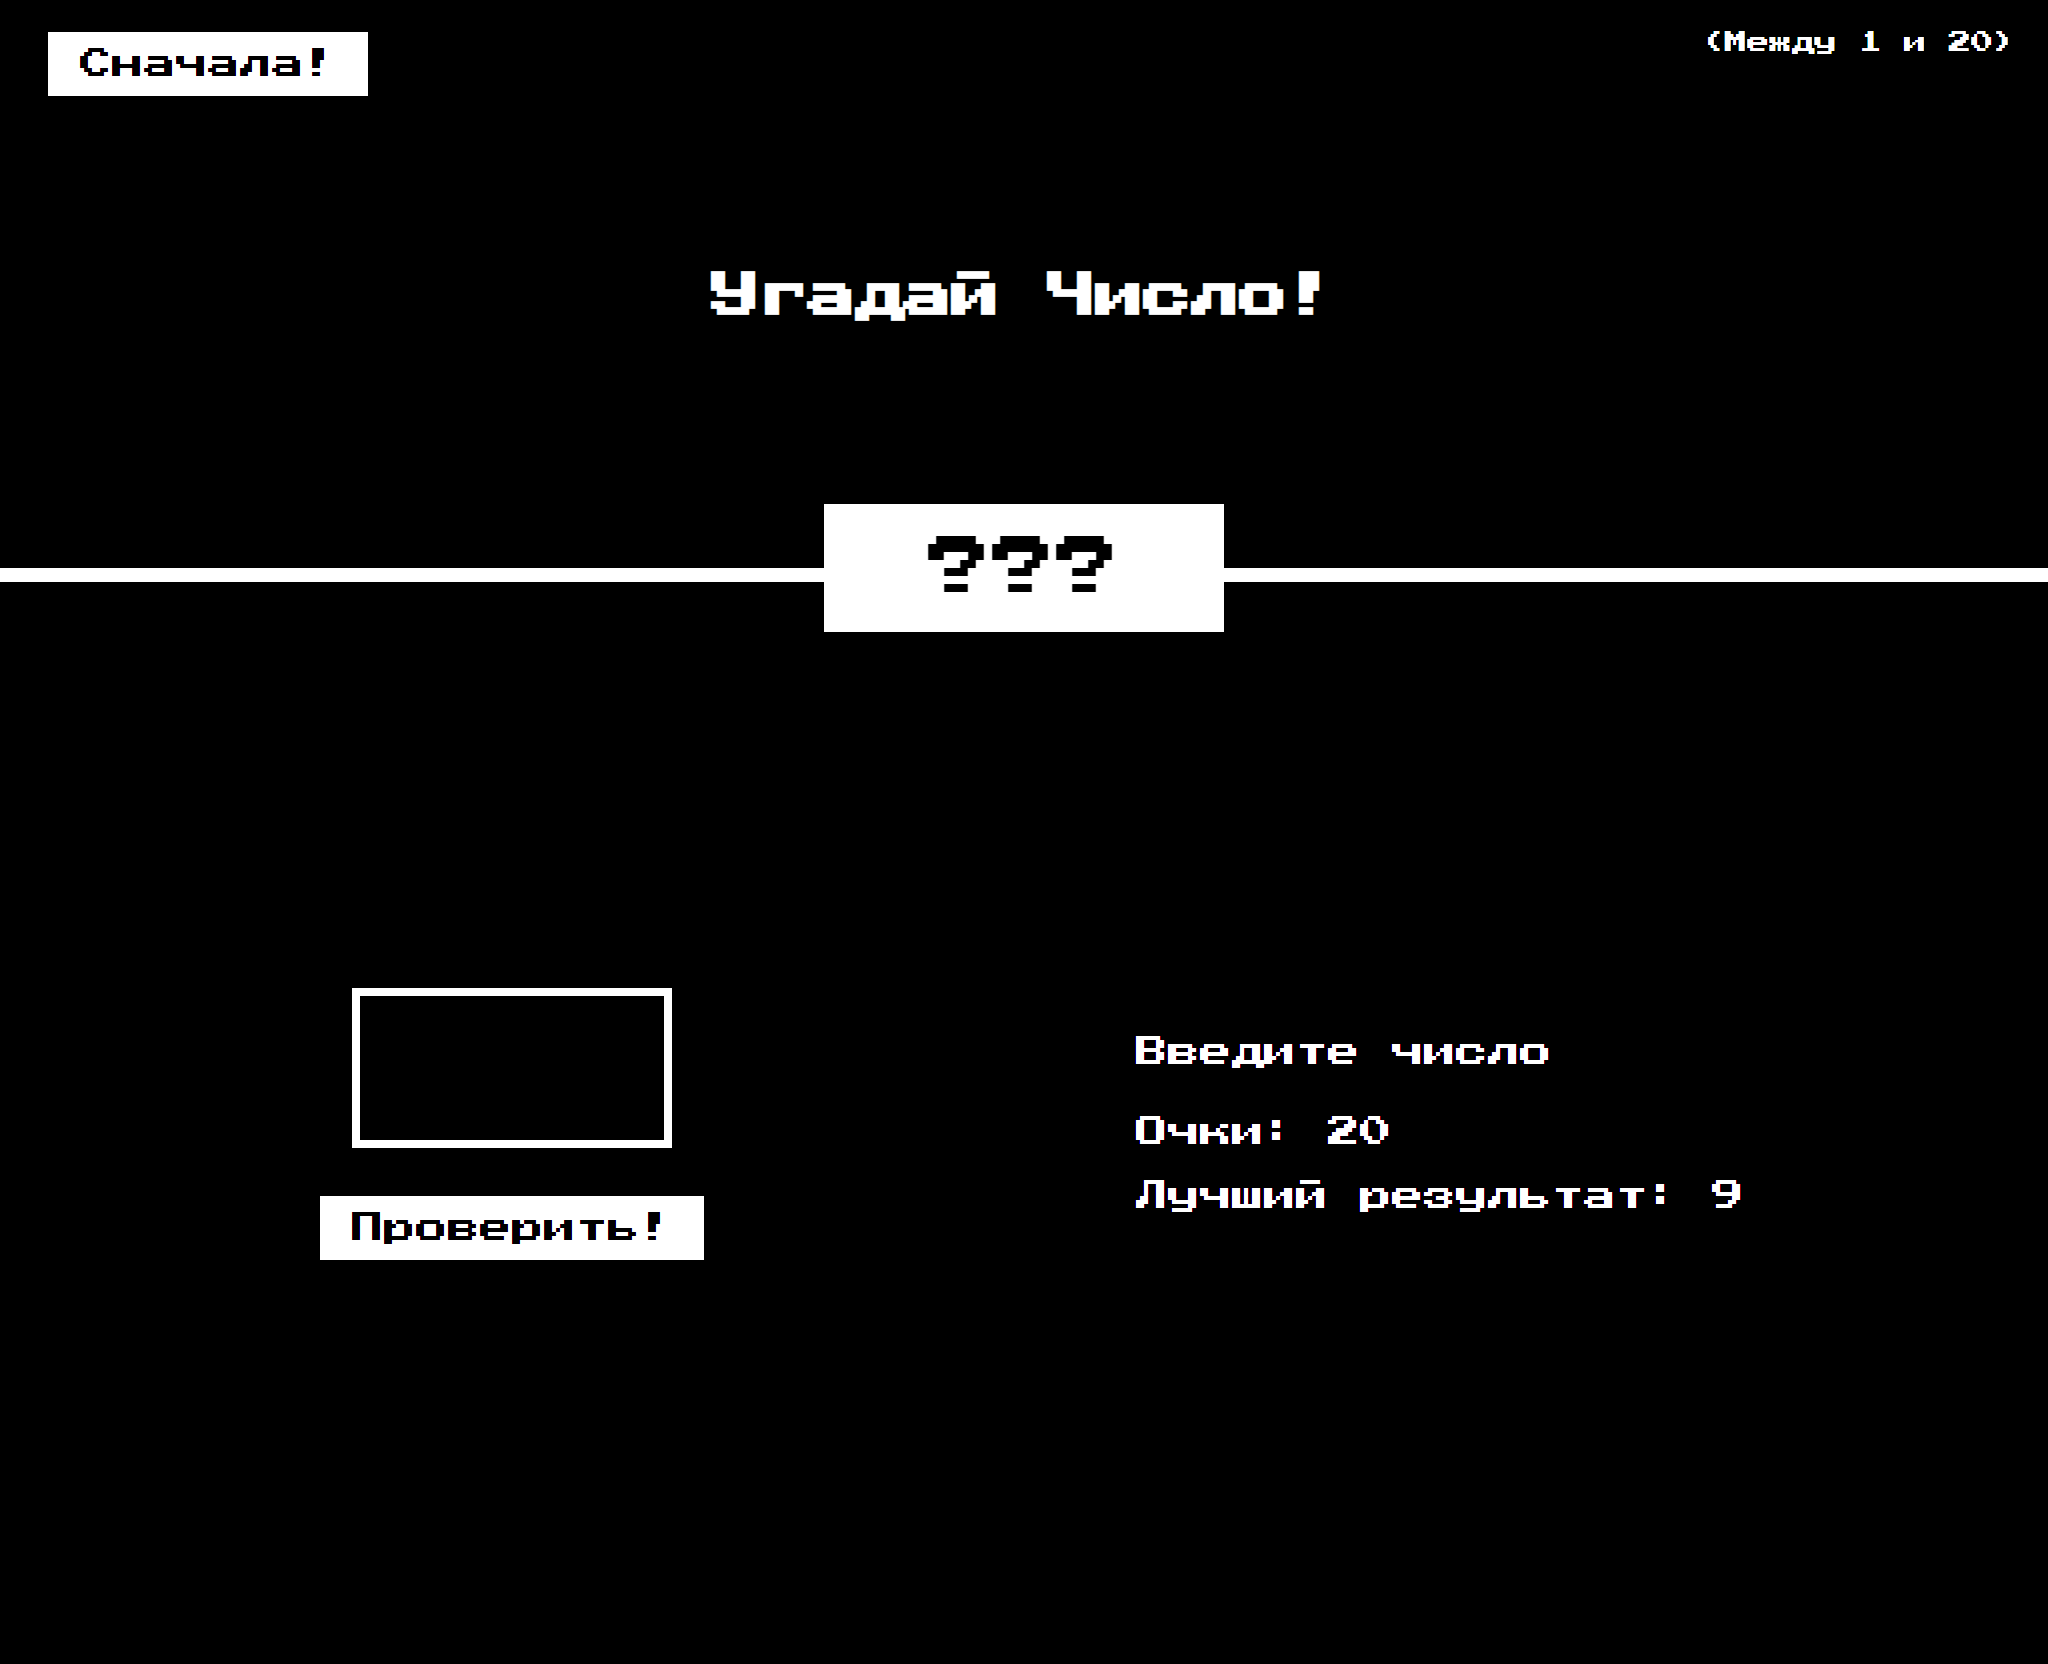 Сначала!
(Между 1 и 20)
Угадай Число!
???
Введите число
Очки: 20
Лучший результат: 9
Проверить!